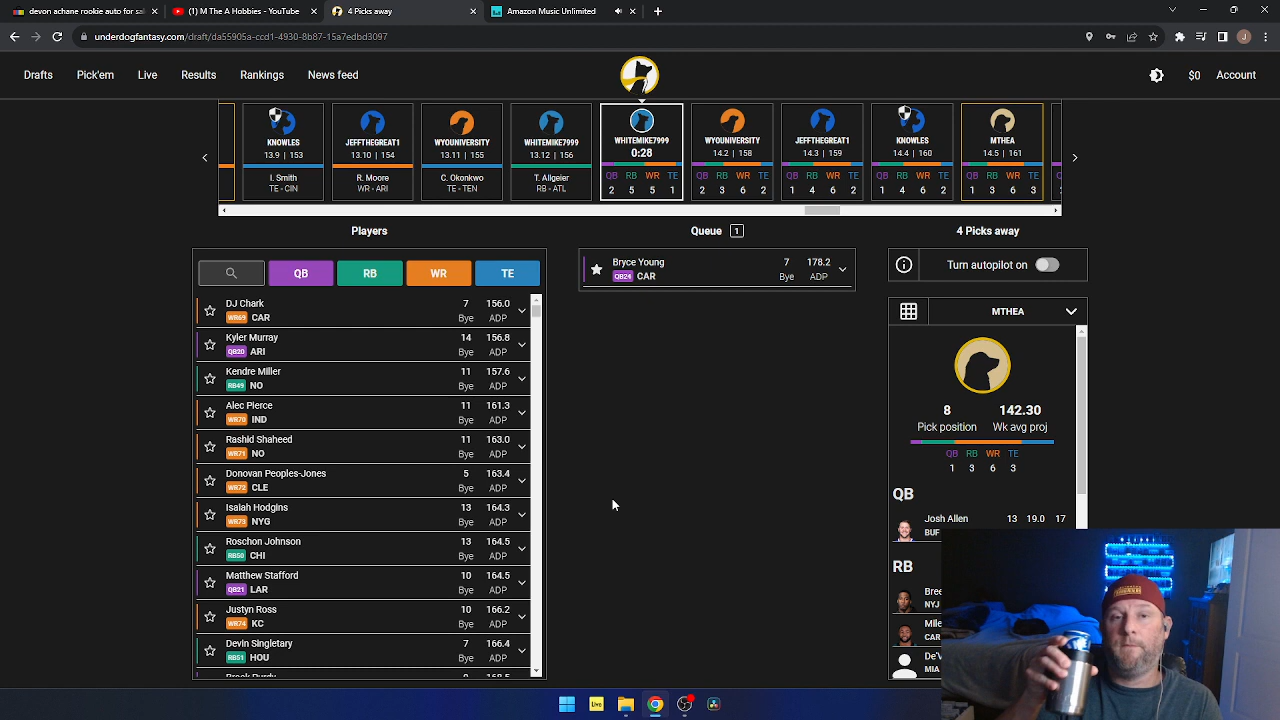 devon achane rookie auto for sal
(1) M The A Hobbies - YouTube
4 Picks away
Amazon Music Unlimited
underdogfantasy.com/draft/da55905a-ccd1-4930-8b87-15a7edbd3097
J
Drafts
Pick'em
Live
Results
Rankings
News feed
$0
Account
KNOWLES
13.9 | 153
I. Smith
TE - CIN
JEFFTHEGREAT1
13.10 | 154
R. Moore
WR - ARI
WYOUNIVERSITY
13.11 | 155
C. Okonkwo
TE - TEN
WHITEMIKE7999
13.12 | 156
T. Allgeier
RB - ATL
WHITEMIKE7999
0:28
QB RB WR TE
2 5 5 1
WYOUNIVERSITY
14.2 | 158
QB RB WR TE
2 3 6 2
JEFFTHEGREAT1
14.3 | 159
QB RB WR TE
1 4 6 2
KNOWLES
14.4 | 160
QB RB WR TE
1 4 6 2
MTHEA
14.5 | 161
QB RB WR TE
1 3 6 3
Players
Queue 1
4 Picks away
QB
RB
WR
TE
DJ Chark 7 156.0
WR69 CAR Bye ADP
Kyler Murray 14 156.8
QB20 ARI Bye ADP
Kendre Miller 11 157.6
RB49 NO Bye ADP
Alec Pierce 11 161.3
WR70 IND Bye ADP
Rashid Shaheed 11 163.0
WR71 NO Bye ADP
Donovan Peoples-Jones 5 163.4
WR72 CLE Bye ADP
Isaiah Hodgins 13 164.3
WR73 NYG Bye ADP
Roschon Johnson 13 164.5
RB50 CHI Bye ADP
Matthew Stafford 10 164.5
QB21 LAR Bye ADP
Justyn Ross 10 166.2
WR74 KC Bye ADP
Devin Singletary 7 166.4
RB51 HOU Bye ADP
Bryce Young 7 178.2
QB24 CAR Bye ADP
Turn autopilot on
MTHEA
8 142.30
Pick position Wk avg proj
QB RB WR TE
1 3 6 3
QB
Josh Allen 13 19.0 17
BUF
RB
Bree
NYJ
Mile
CAR
De'V
MIA
Live